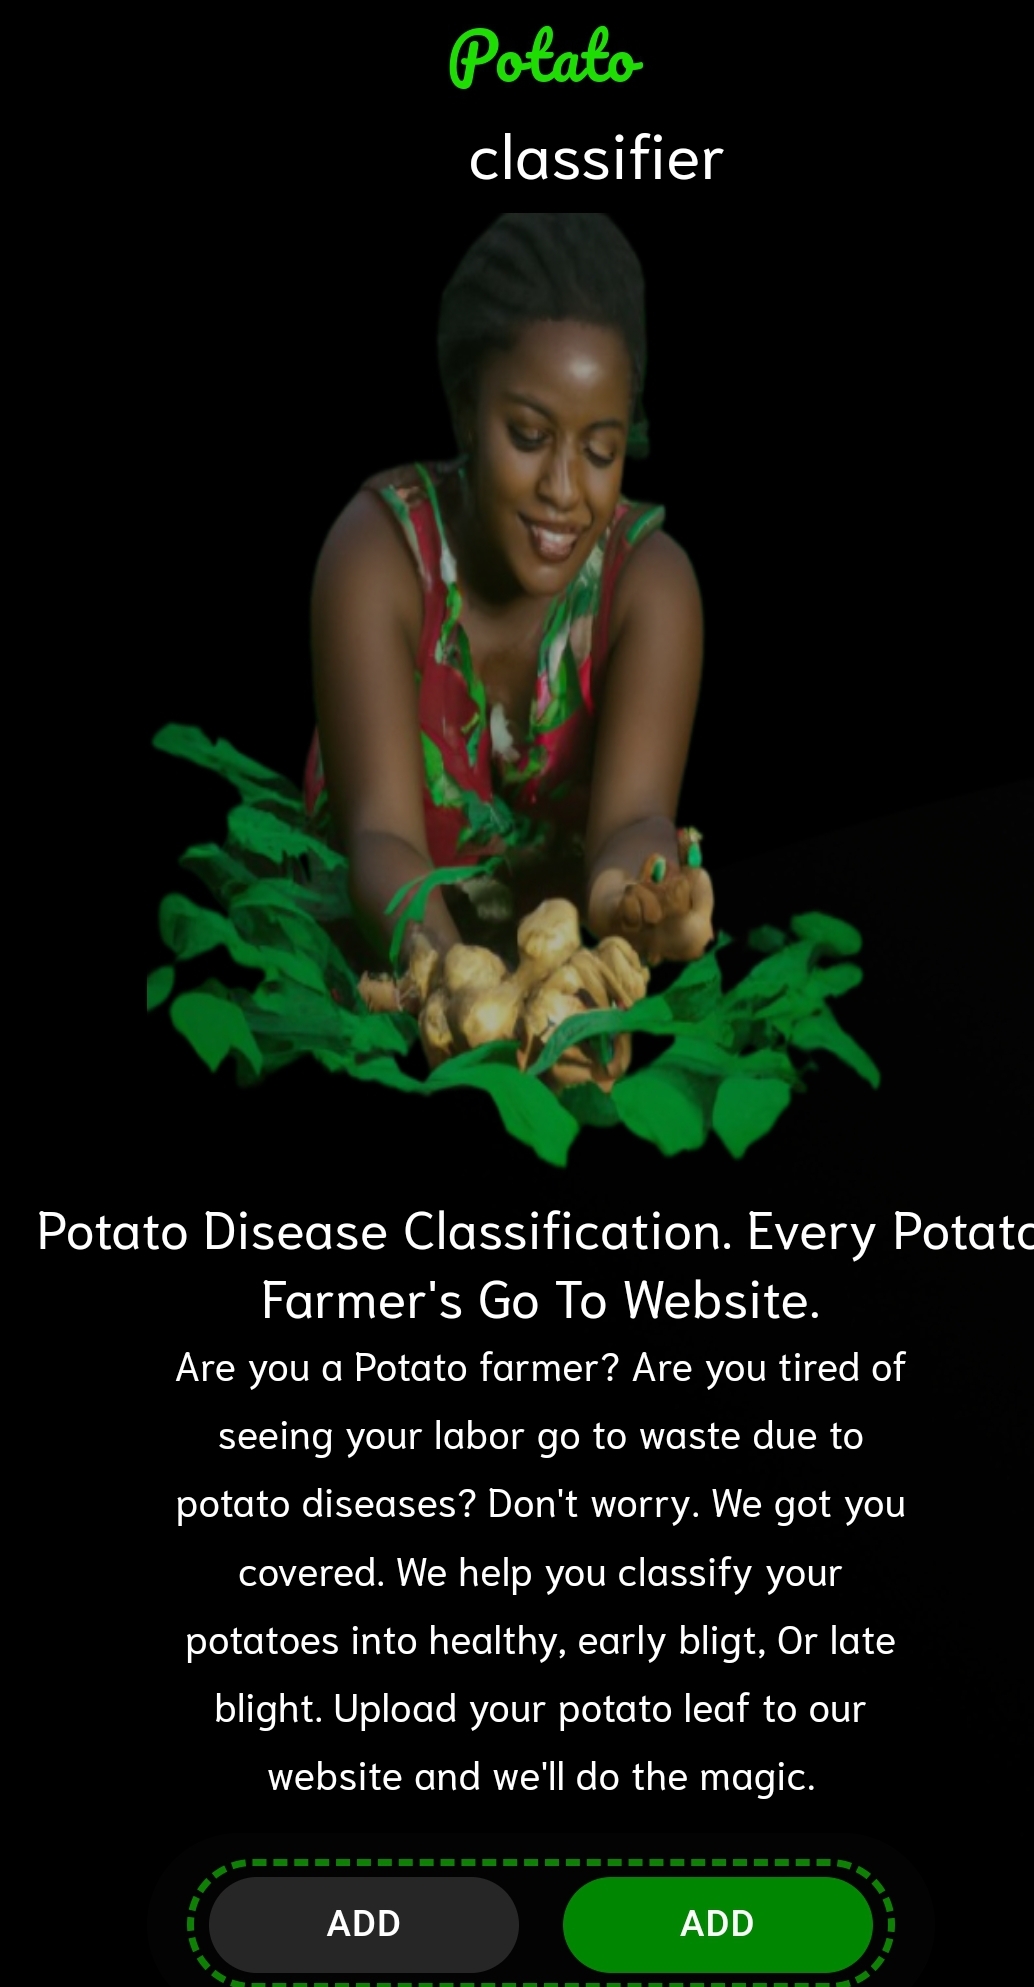 Potato
classifier
Potato Disease Classification. Every Potato
Farmer's Go To Website.
Are you a Potato farmer? Are you tired of
seeing your labor go to waste due to
potato diseases? Don't worry. We got you
covered. We help you classify your
potatoes into healthy, early bligt, Or late
blight. Upload your potato leaf to our
website and we'll do the magic.
ADD ADD